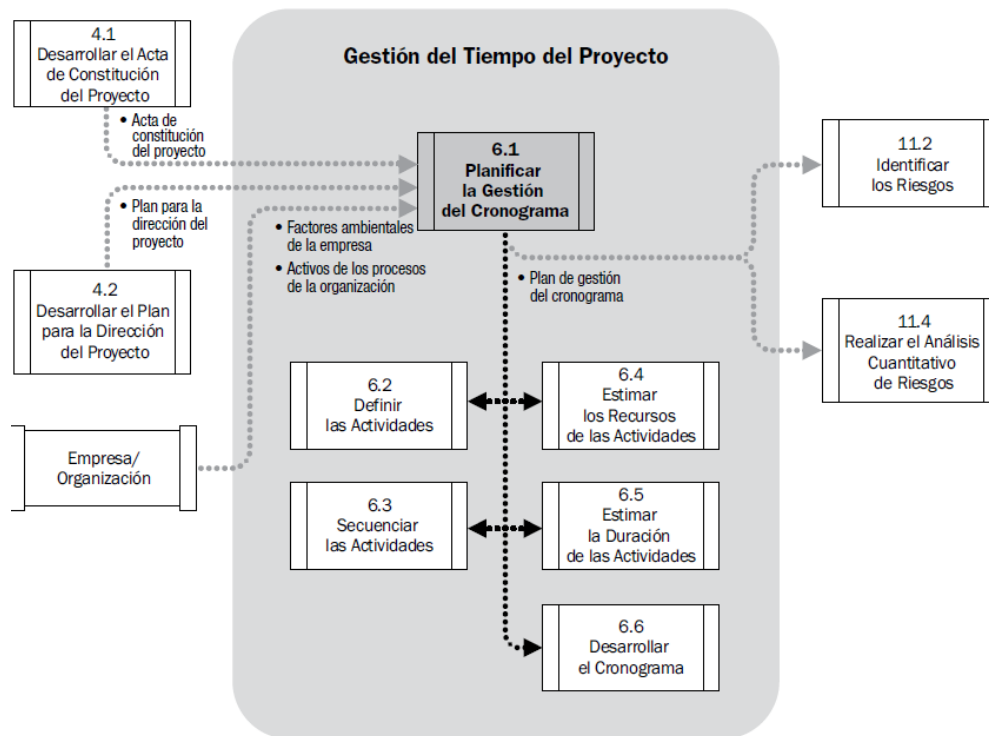 4.1
Desarrollar el Acta
de Constitución
del Proyecto
• Acta de
constitución
del proyecto
• Plan para la
dirección del
proyecto
4.2
Desarrollar el Plan
para la Dirección
del Proyecto
Empresa/
Organización
Gestión del Tiempo del Proyecto
6.1
Planificar
la Gestión
del Cronograma
• Factores ambientales
de la empresa
• Activos de los procesos
de la organización
• Plan de gestión
del cronograma
6.2
Definir
las Actividades
6.4
Estimar
los Recursos
de las Actividades
6.3
Secuenciar
las Actividades
6.5
Estimar
la Duración
de las Actividades
6.6
Desarrollar
el Cronograma
11.2
Identificar
los Riesgos
11.4
Realizar el Análisis
Cuantitativo
de Riesgos